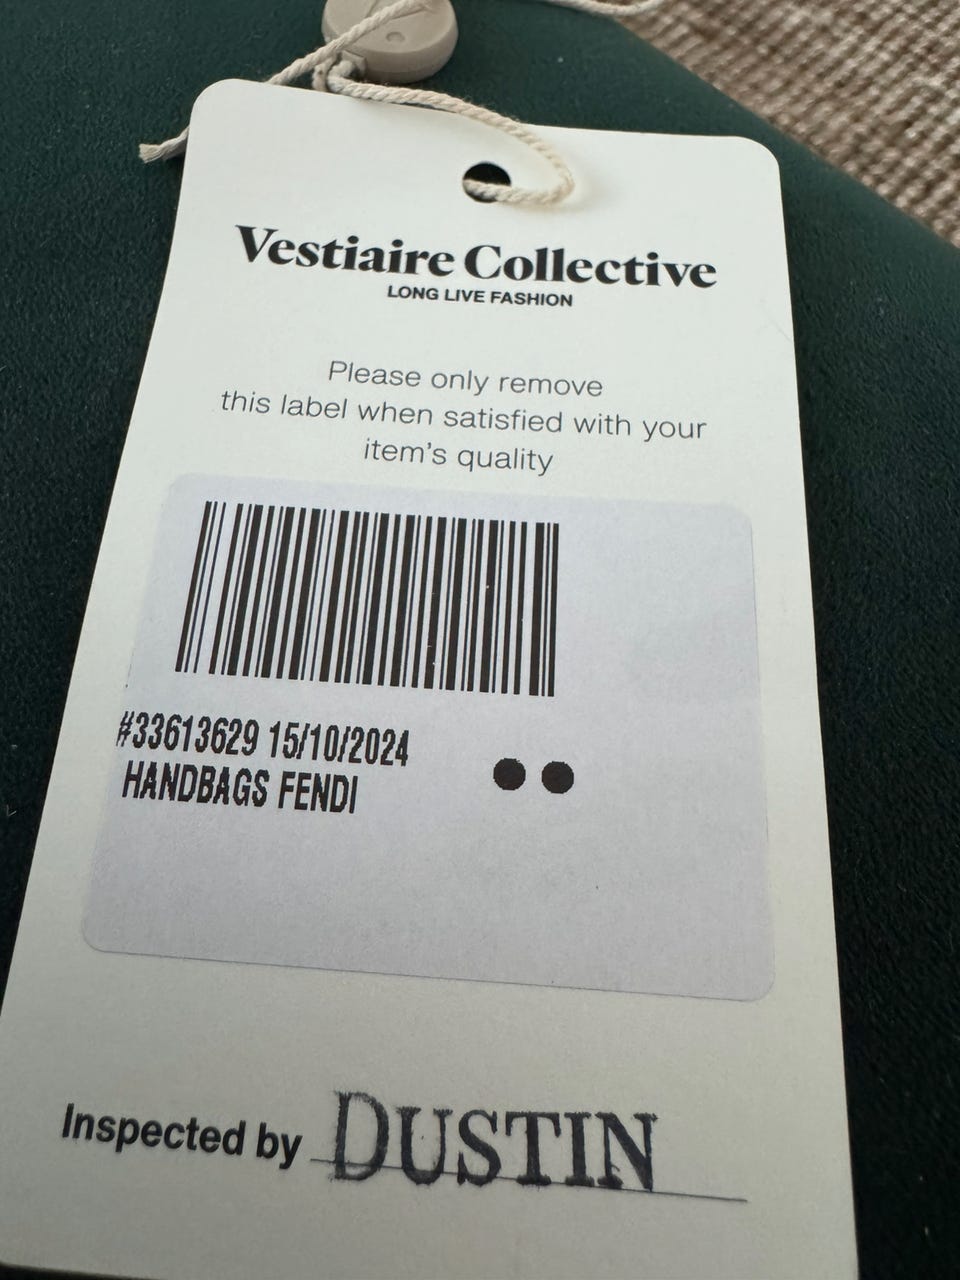 Vestiaire Collective
LONG LIVE FASHION
Please only remove
this label when satisfied with your
item's quality
#33613629 15/10/2024
HANDBAGS FENDI
Inspected by DUSTIN